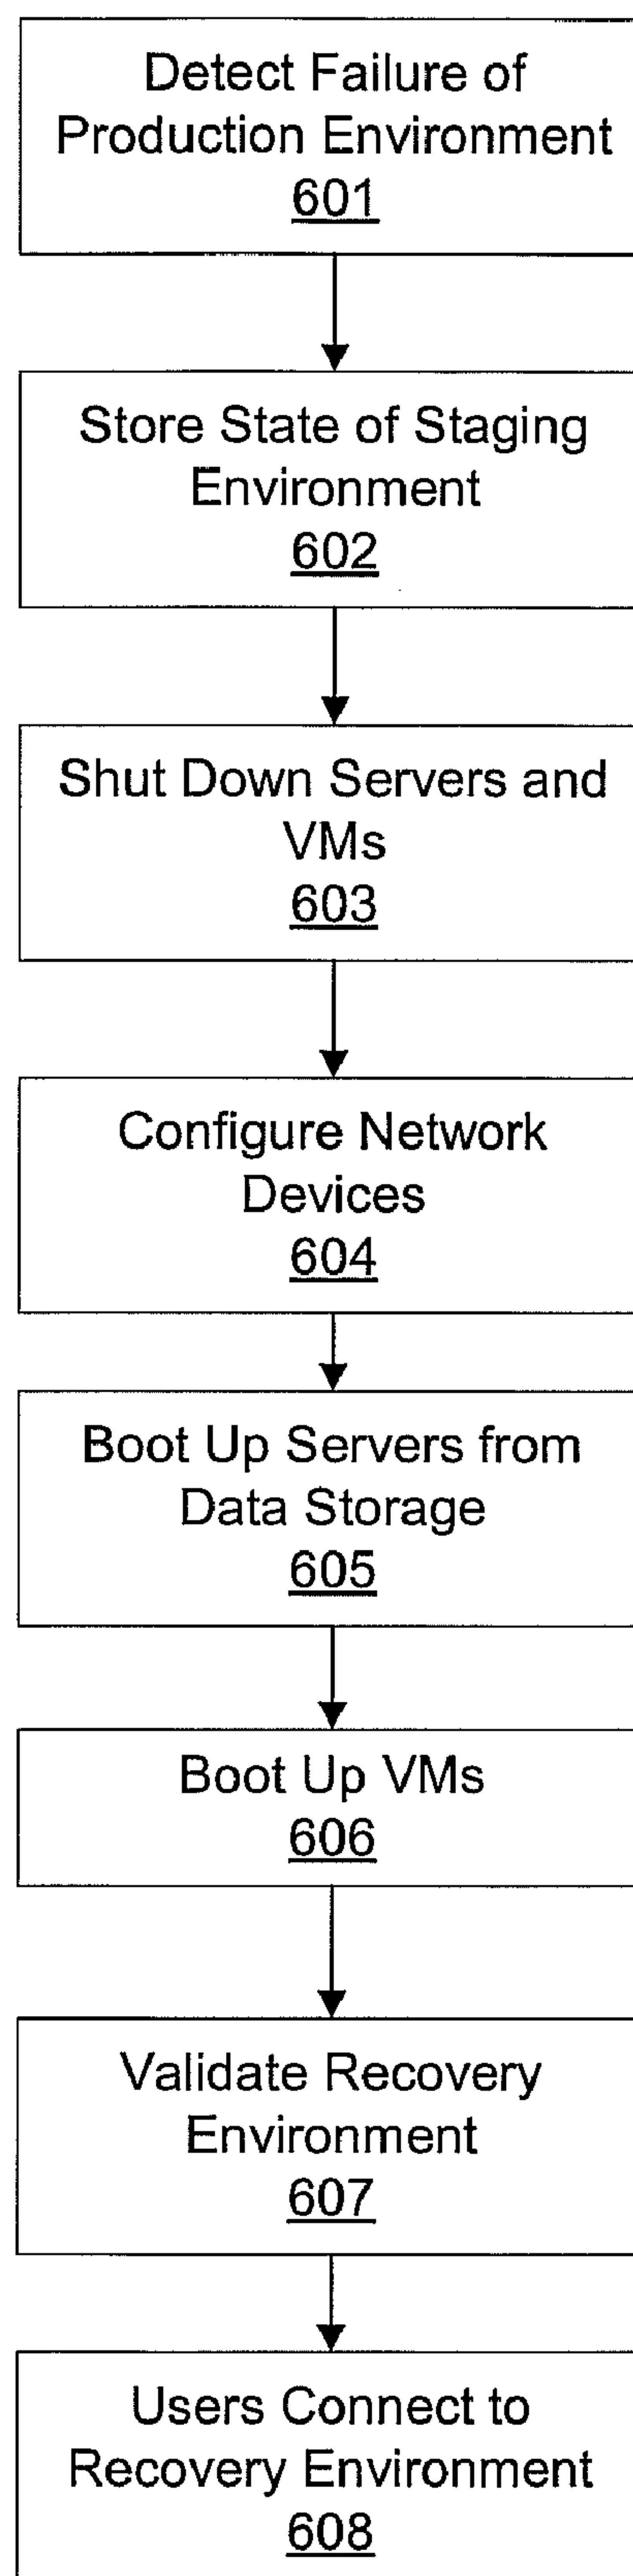 Detect Failure of
Production Environment
601
Store State of Staging
Environment
602
Shut Down Servers and
VMs
603
Configure Network
Devices
604
Boot Up Servers from
Data Storage
605
Boot Up VMs
606
Validate Recovery
Environment
607
Users Connect to
Recovery Environment
608